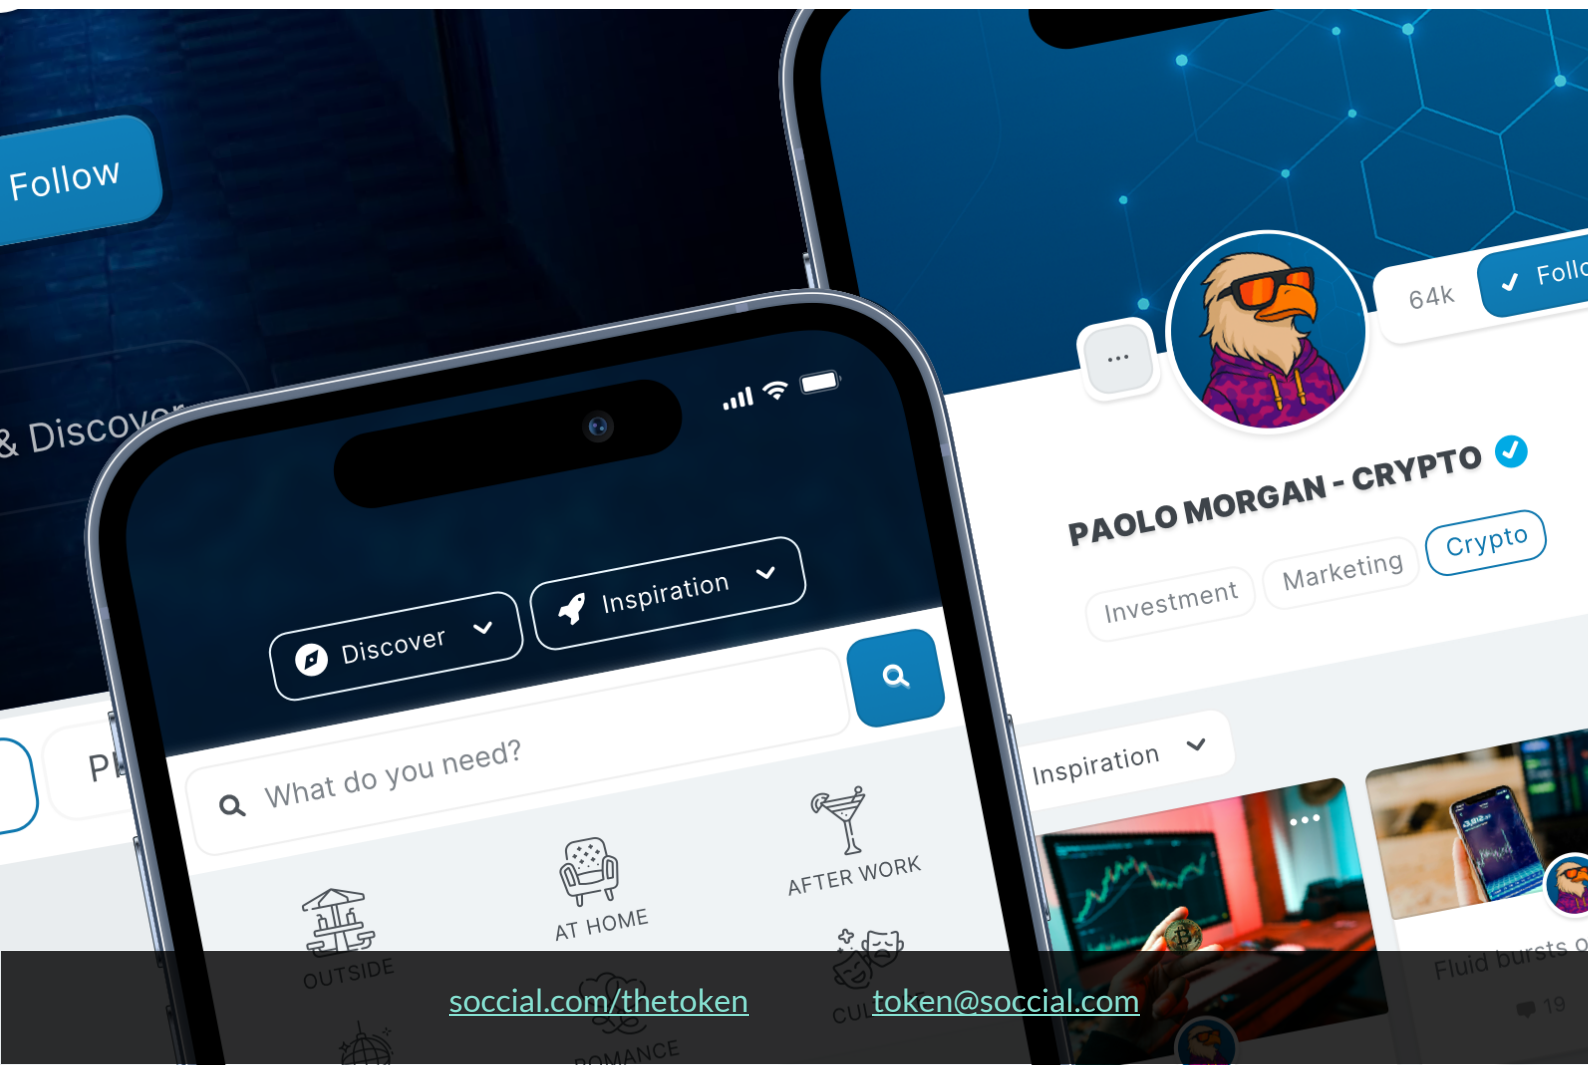 Follow
& Discover
64k
PAOLO MORGAN - CRYPTO
Investment
Marketing
Crypto
Discover
Inspiration
What do you need?
Inspiration
OUTSIDE
AT HOME
AFTER WORK
ROMANCE
Fluid bursts
19
soccial.com/thetoken
token@soccial.com